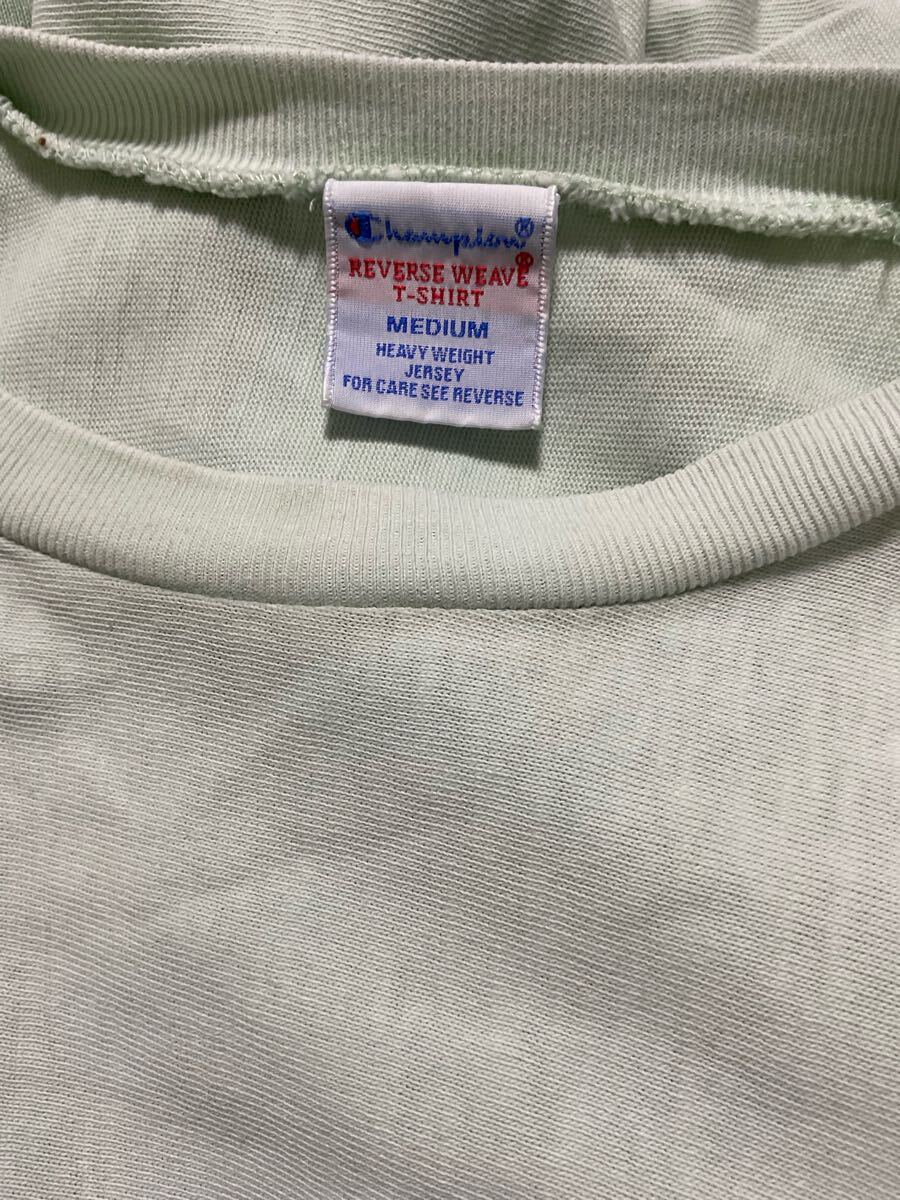 Champion®
REVERSE WEAVE®
T-SHIRT
MEDIUM
HEAVY WEIGHT
JERSEY
FOR CARE SEE REVERSE